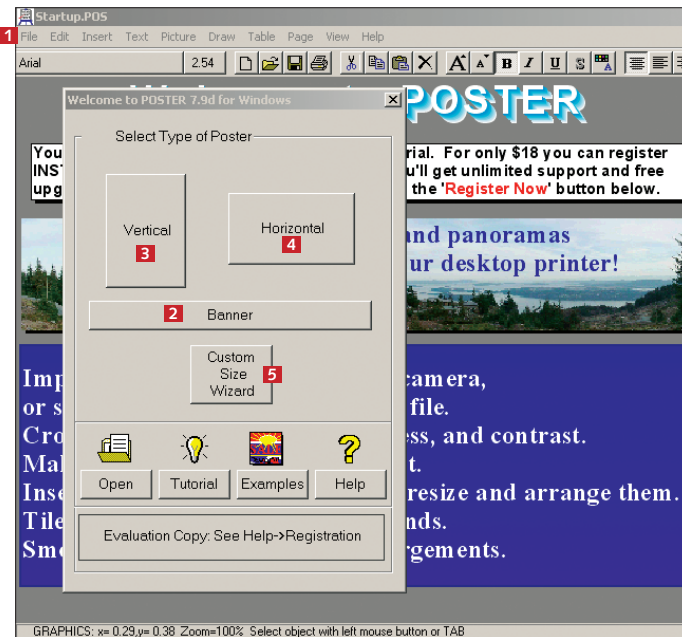 Startup.POS
1 File Edit Insert Text Picture Draw Table Page View Help
Arial 2.54 A A B I U S A
POSTER
Welcome to POSTER 7.9d for Windows
Select Type of Poster
You rial. For only $18 you can register
INS u'll get unlimited support and free
upg the 'Register Now' button below.
Vertical
3
Horizontal
4
and panoramas
ur desktop printer!
2 Banner
Custom
Size 5
Wizard
Imp camera,
or s file.
Cro ess, and contrast.
Mal t.
Inse resize and arrange them.
Tile nds.
Smo rgements.
Open Tutorial Examples Help
Evaluation Copy: See Help->Registration
GRAPHICS: x= 0.29,y= 0.38 Zoom=100% Select object with left mouse button or TAB